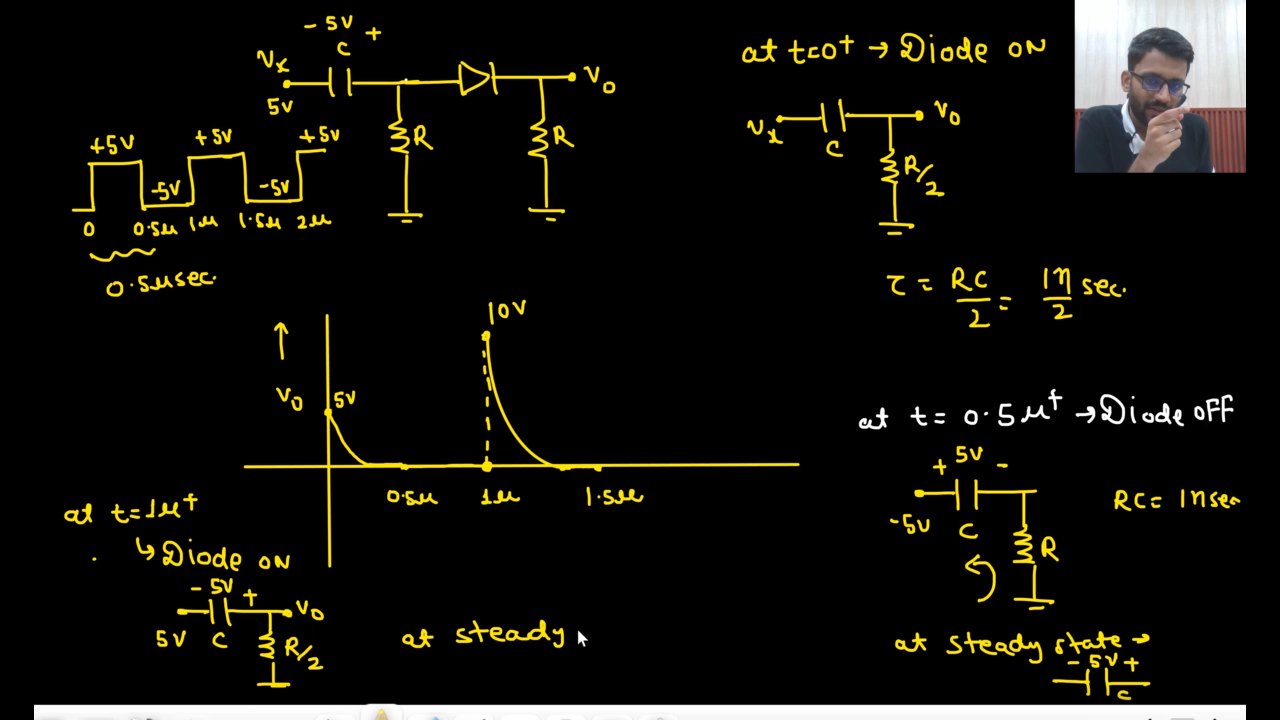 - 5V +
C
Vx
5V
Vo
R
R
+5V
+5V
+5V
-5V
-5V
0
0.5μ
1μ
1.5μ
2μ
0.5μsec.
at t=0+ → Diode ON
Vx
C
Vo
R/2
τ = RC/2 = 1η/2 sec.
10V
↑
Vo
5V
0.5μ
1μ
1.5μ
at t = 0.5μ+ → Diode OFF
+ 5V -
-5V
C
R
RC = 1ηsec
at steady state →
- 5V +
C
at t=1μ+
↳ Diode ON
- 5V +
5V
C
Vo
R/2
at steady